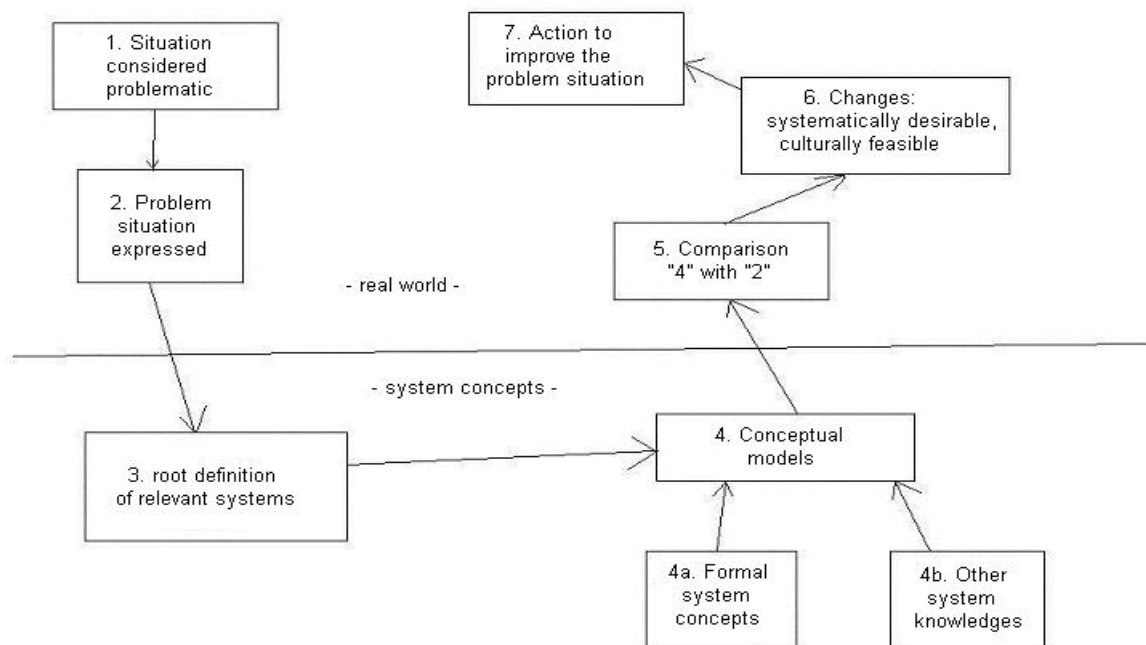 1. Situation
considered
problematic
2. Problem
situation
expressed
- real world -
- system concepts -
3. root definition
of relevant systems
4. Conceptual
models
4a. Formal
system
concepts
4b. Other
system
knowledges
5. Comparison
"4" with "2"
6. Changes:
systematically desirable,
culturally feasible
7. Action to
improve the
problem situation